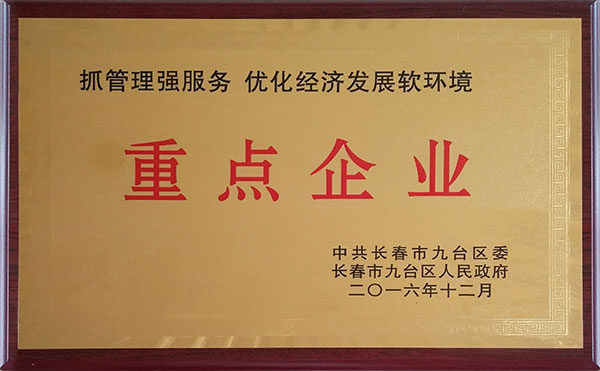 抓管理强服务 优化经济发展软环境
重点企业
中共长春市九台区委
长春市九台区人民政府
二〇一六年十二月